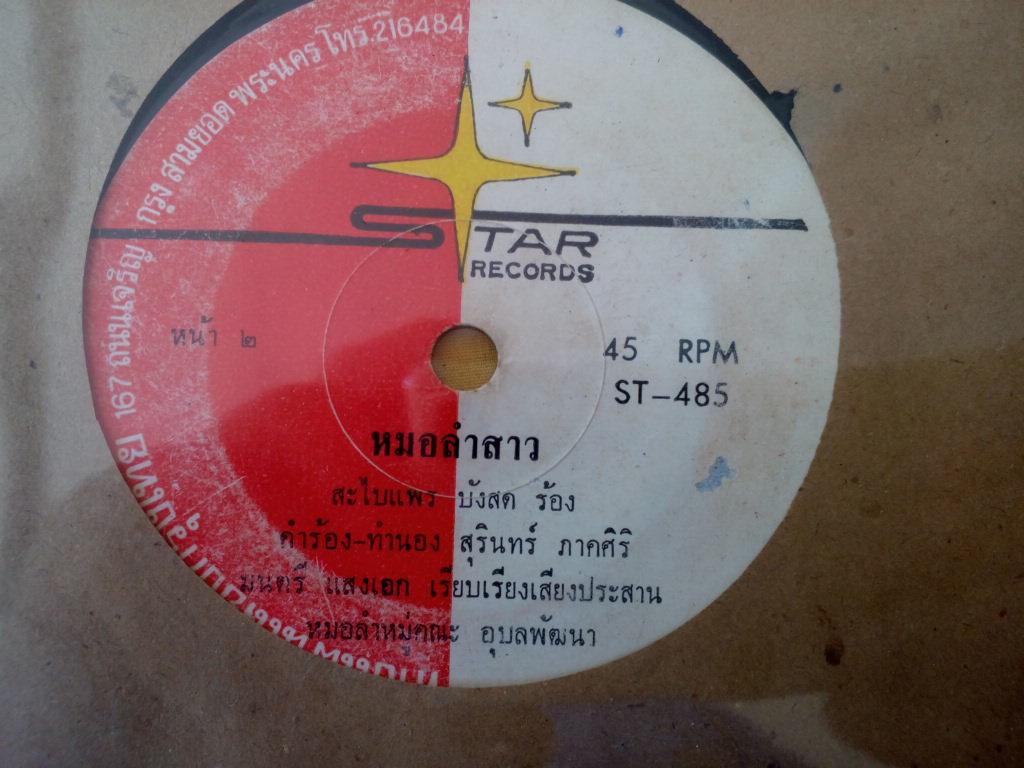 167 ถนนเจริญ กรุง สามยอด พระนคร โทร. 216484
STAR
RECORDS
หน้า ๒
45 RPM
ST-485
หมอลำสาว
สะไบแพร บังสด ร้อง
คำร้อง-ทำนอง สุรินทร์ ภาคศิริ
มนตรี แสงเอก เรียบเรียงเสียงประสาน
หมอลำหมู่คณะ อุบลพัฒนา